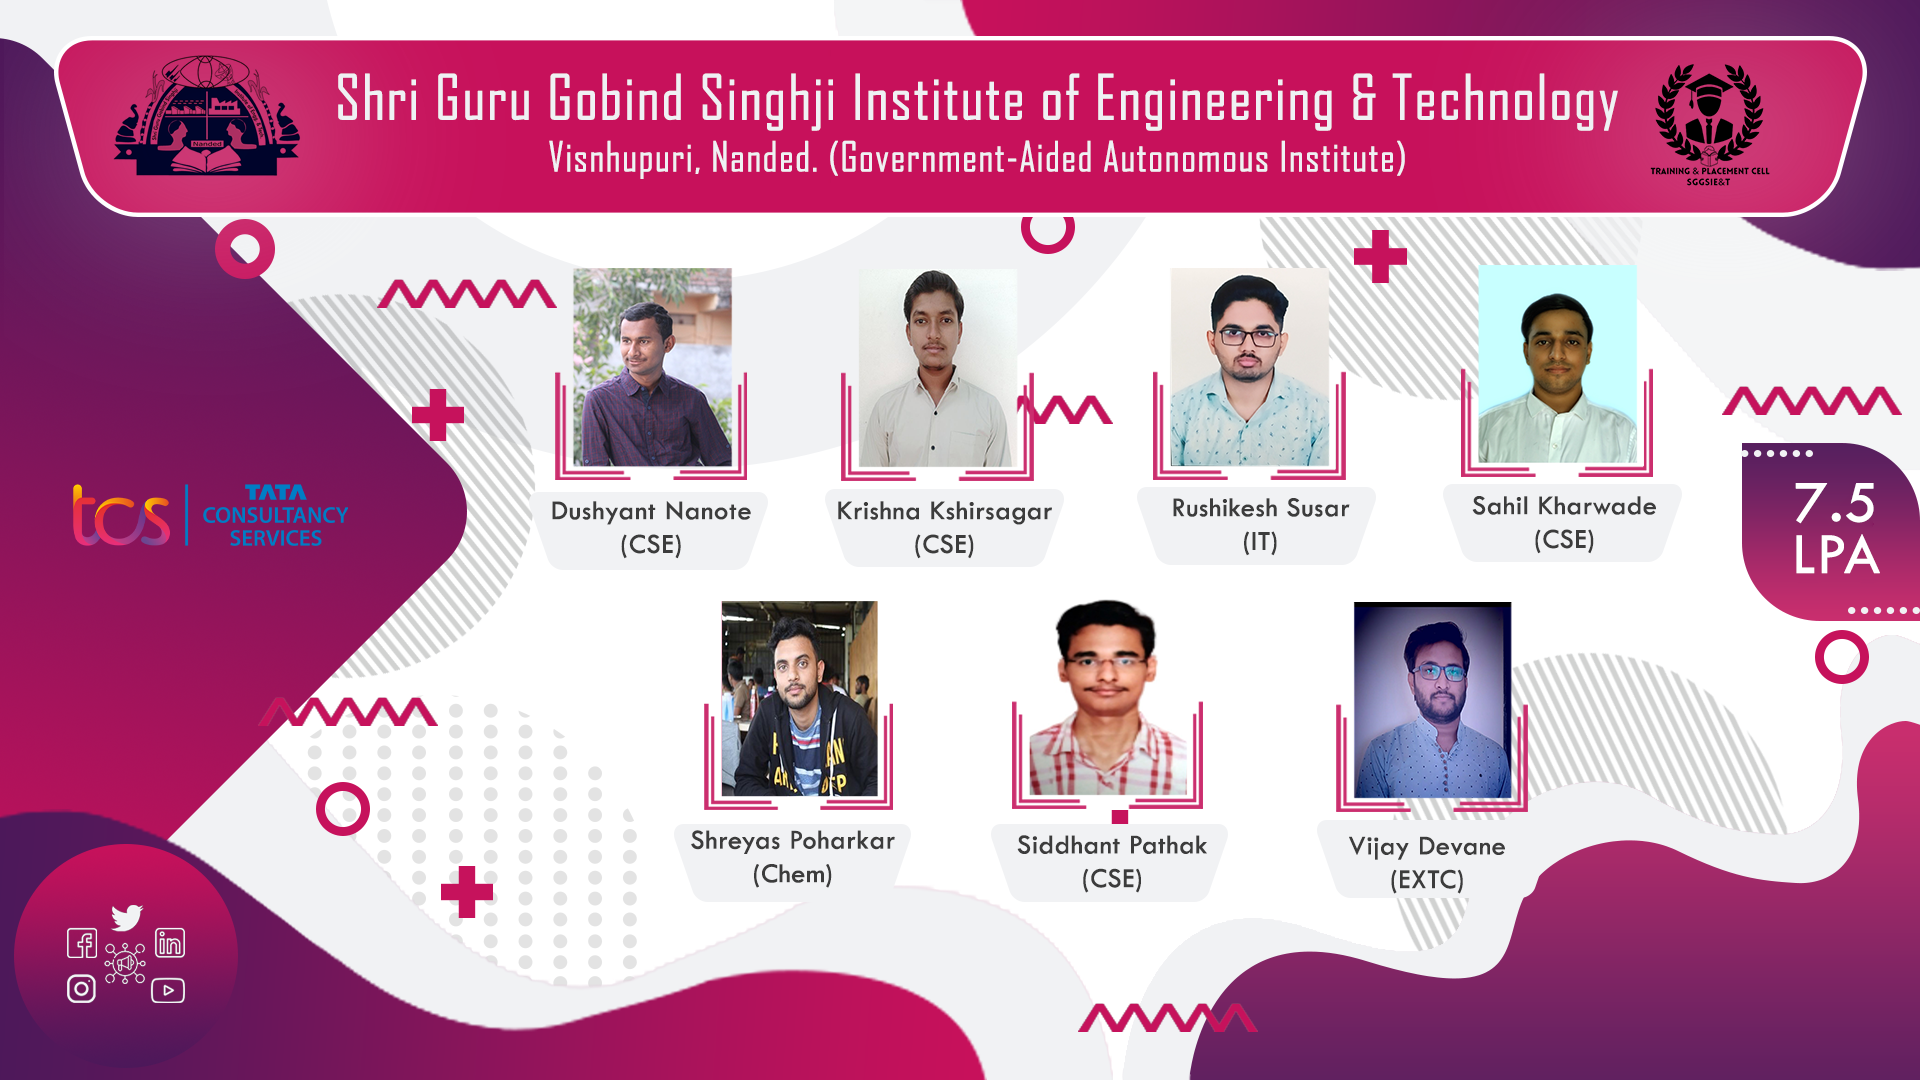 Shri Guru Gobind Singhji Institute of Engineering & Technology
Visnhupuri, Nanded. (Government-Aided Autonomous Institute)
Nanded
TRAINING & PLACEMENT CELL
SGGSIE&T
tcs
TATA
CONSULTANCY
SERVICES
Dushyant Nanote
(CSE)
Krishna Kshirsagar
(CSE)
Rushikesh Susar
(IT)
Sahil Kharwade
(CSE)
7.5
LPA
Shreyas Poharkar
(Chem)
Siddhant Pathak
(CSE)
Vijay Devane
(EXTC)